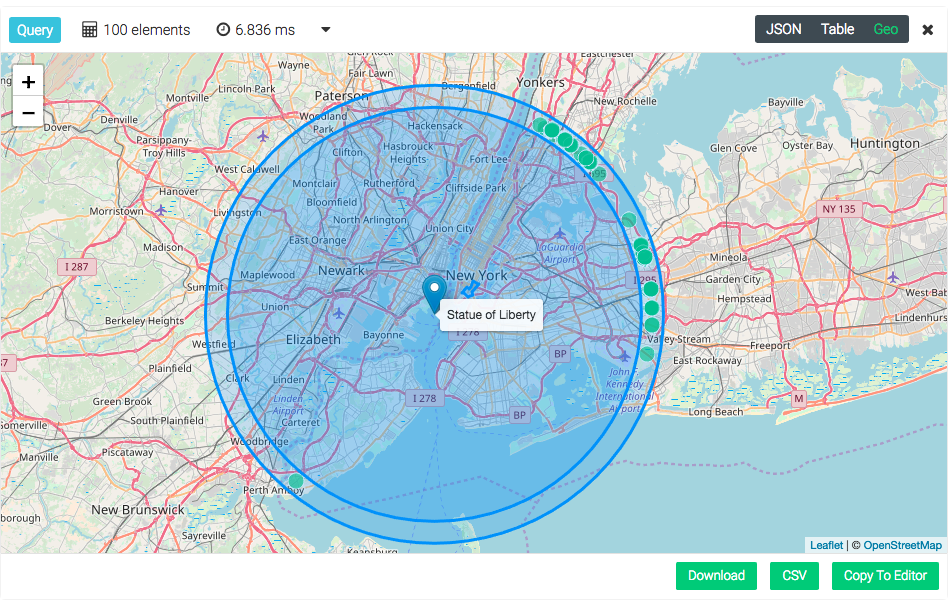 Query
100 elements
6.836 ms
JSON
Table
Geo
+
−
Wayne
Fair Lawn
Bergenfield
Yonkers
Eastchester
Lincoln Park
Paterson
New Rochelle
Montville
Bayville
Denville
Dover
Woodland
Park
Hackensack
Parsippany-
Troy Hills
Clifton
Hasbrouck
Heights
Fort Lee
Glen Cove
Oyster Bay
Huntington
West Caldwell
I 895
Hanover
Montclair
Rutherford
Cliffside Park
Bloomfield
Morristown
Livingston
North Arlington
NY 135
Union City
East Orange
LaGuardia
Airport
Madison
Mineola
I 287
Maplewood
Newark
New York
I 295
Garden City
Summit
Hempstead
West Bab
Union
Statue of Liberty
Berkeley Heights
Lindenhurs
Bayonne
I 278
Elizabeth
Westfield
Valley Stream
Freeport
BP
East Rockaway
Plainfield
Clark
Linden
John F
Kennedy
International
Airport
Green Brook
Linden
Airport
I 278
M
Long Beach
Somerville
South Plainfield
Carteret
BP
Woodbridge
Manville
Piscataway
Perth Amboy
New Brunswick
Sayreville
Keansburg
Leaflet | © OpenStreetMap
Download
CSV
Copy To Editor